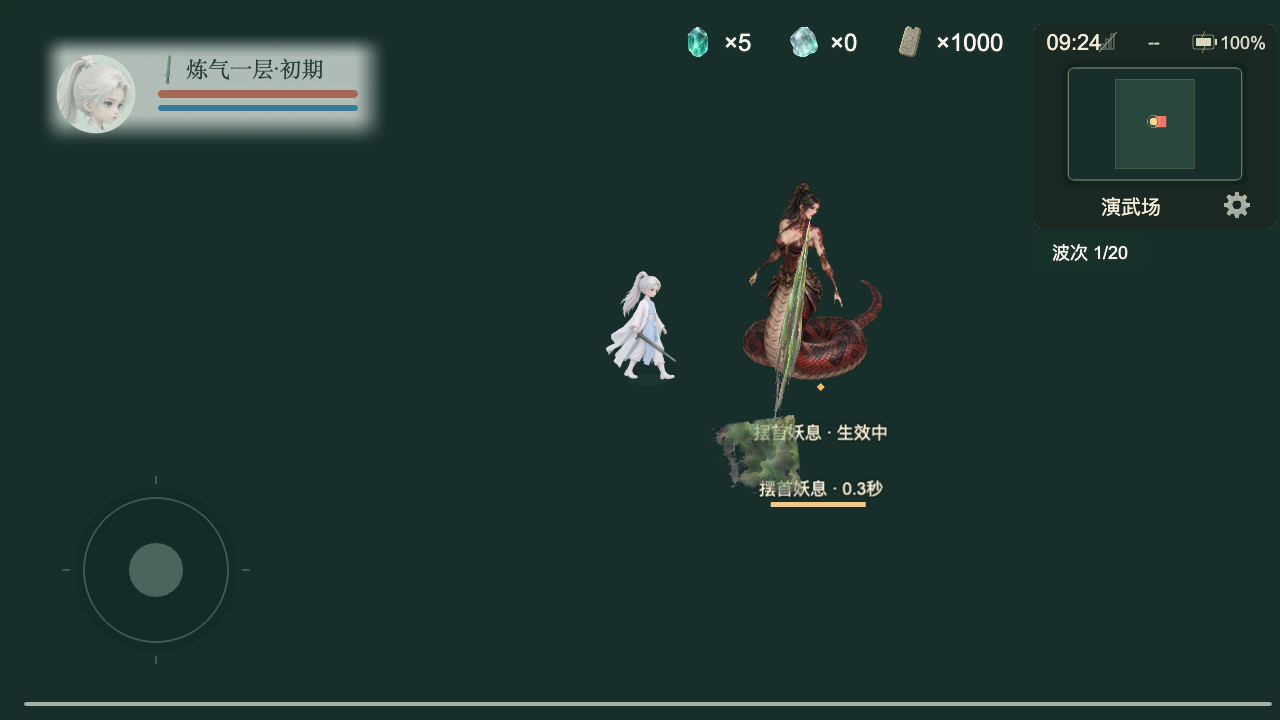 炼气一层·初期
×5
×0
×1000
09:24
--
100%
演武场
波次 1/20
摆首妖息 · 生效中
摆首妖息 · 0.3秒